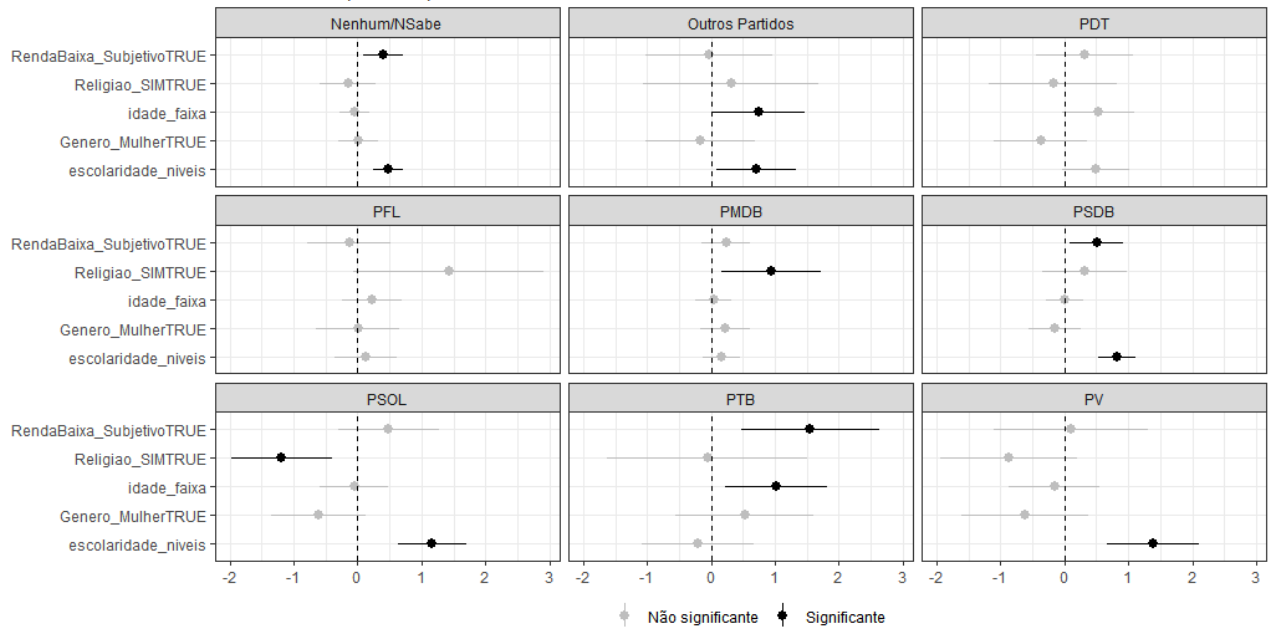 Nenhum/NSabe Outros Partidos PDT
RendaBaixa_SubjetivoTRUE
Religiao_SIMTRUE
idade_faixa
Genero_MulherTRUE
escolaridade_niveis
PFL PMDB PSDB
RendaBaixa_SubjetivoTRUE
Religiao_SIMTRUE
idade_faixa
Genero_MulherTRUE
escolaridade_niveis
PSOL PTB PV
RendaBaixa_SubjetivoTRUE
Religiao_SIMTRUE
idade_faixa
Genero_MulherTRUE
escolaridade_niveis
-2 -1 0 1 2 3 -2 -1 0 1 2 3 -2 -1 0 1 2 3
Não significante Significante